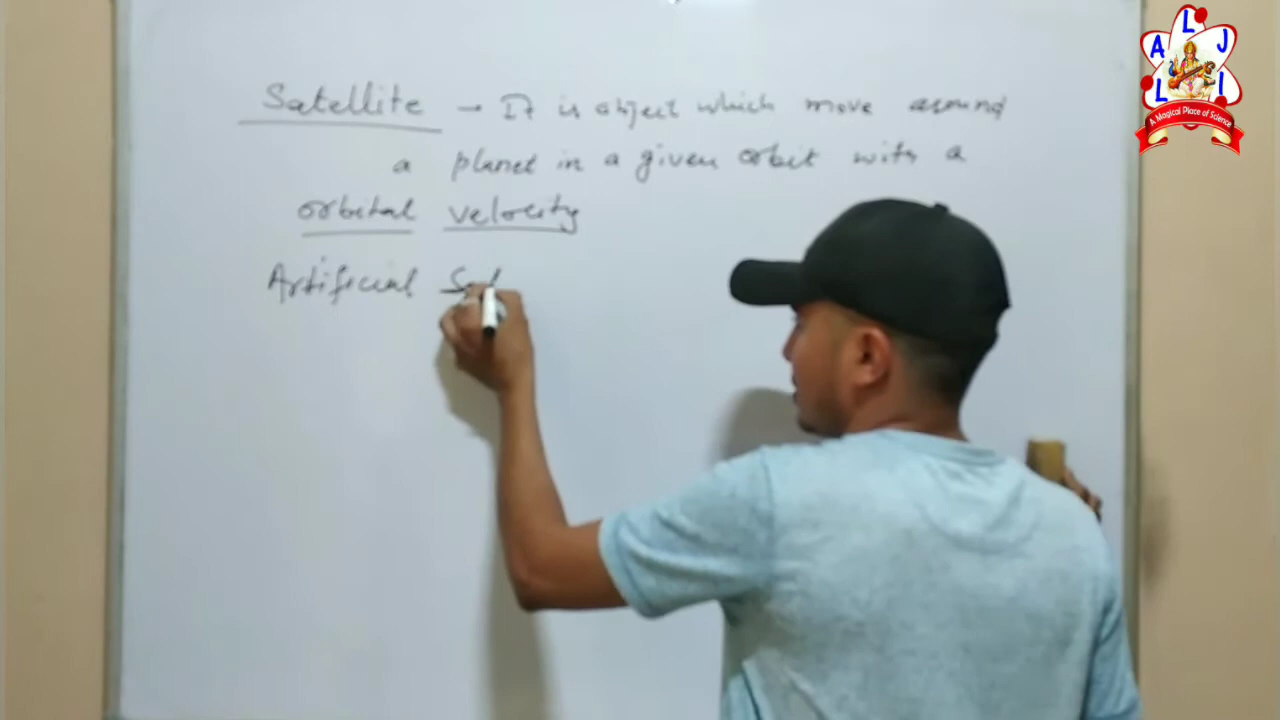 Satellite → It is object which move around
a planet in a given orbit with a
orbital velocity
Artificial Sat
A L J I L
A Magical Place of Science